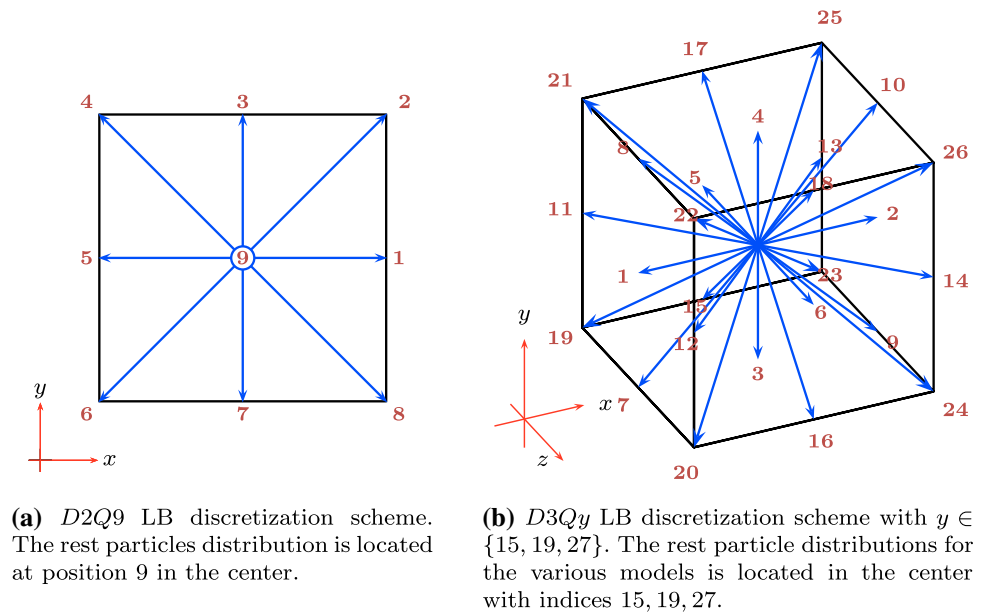 4 3 2
5 9 1
6 7 8
y
x
25
17
21
10
4
8
13
26
5
18
11
22
2
1
23
14
15
6
19
12
9
y
3
x
7
24
z
16
20
(a) D2Q9 LB discretization scheme.
The rest particles distribution is located
at position 9 in the center.
(b) D3Qy LB discretization scheme with y ∈
{15, 19, 27}. The rest particle distributions for
the various models is located in the center
with indices 15, 19, 27.